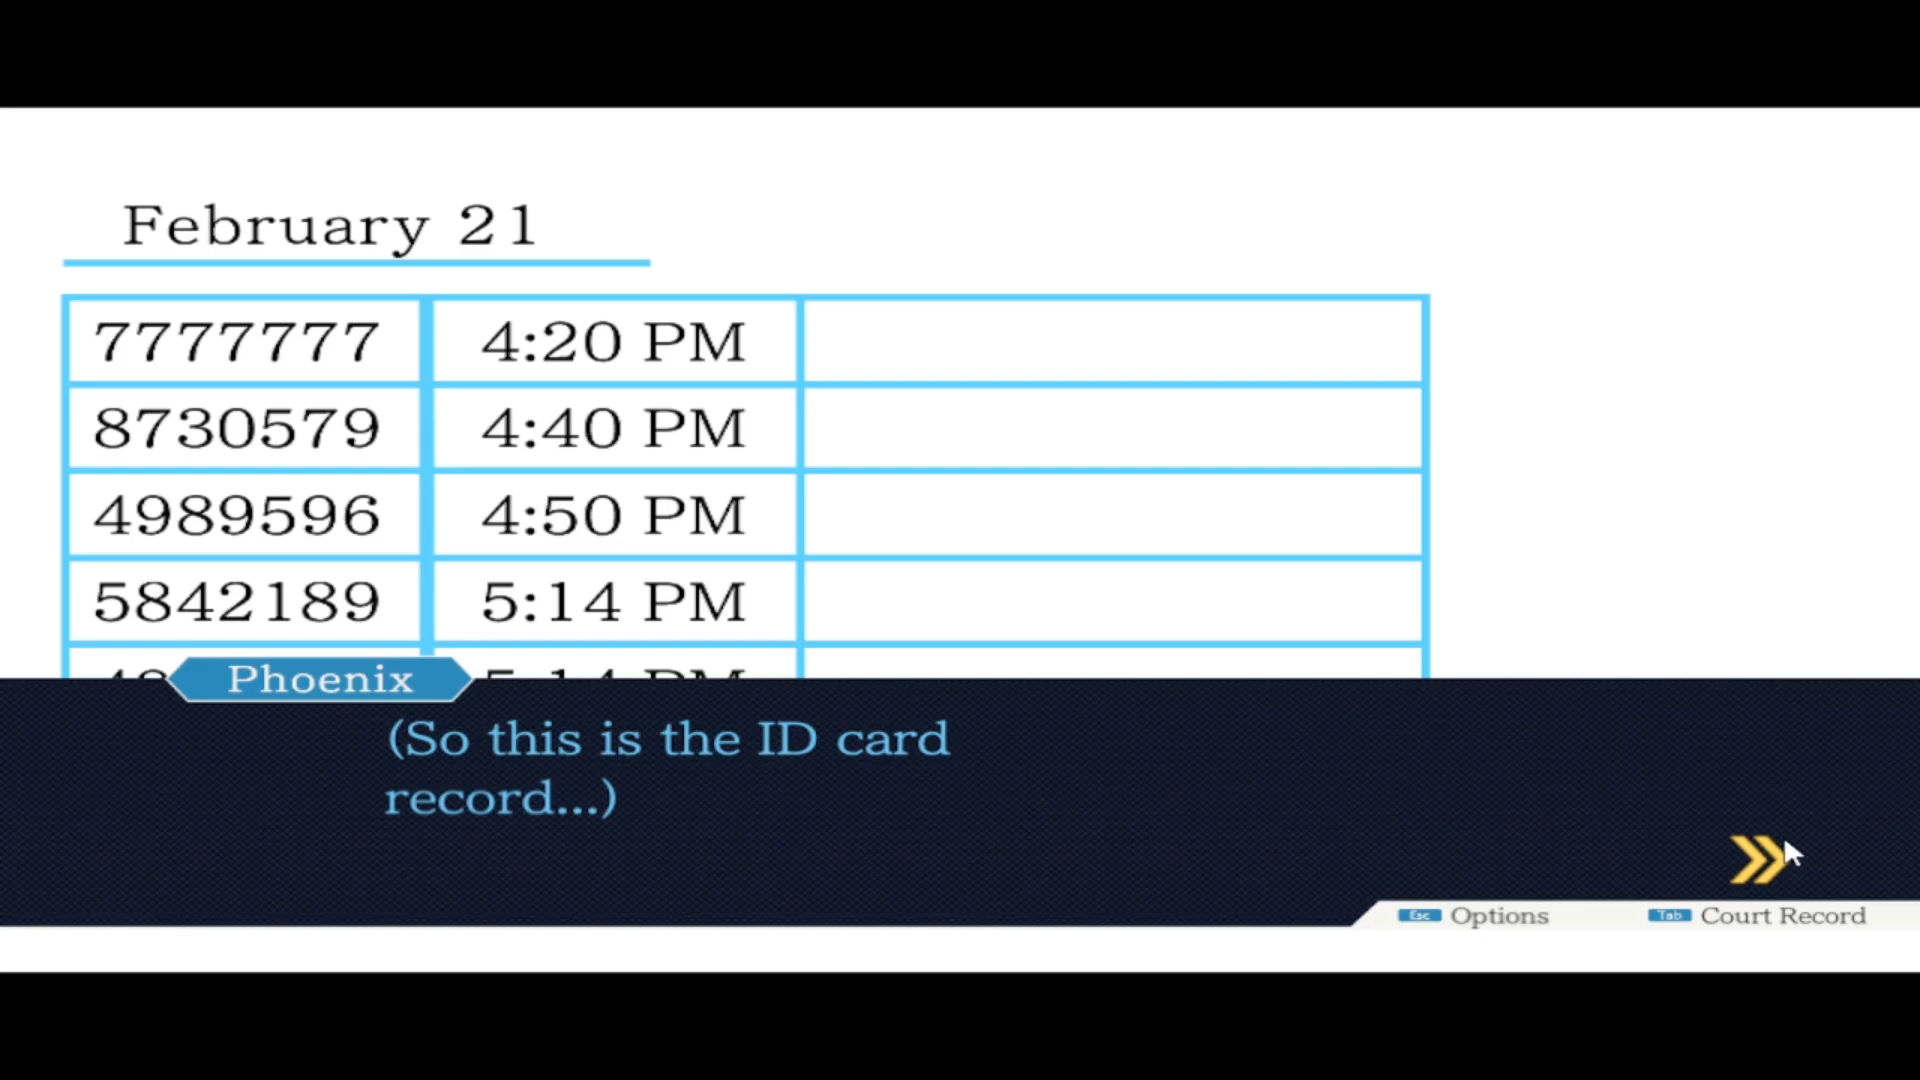 February 21
7777777 4:20 PM
8730579 4:40 PM
4989596 4:50 PM
5842189 5:14 PM
Phoenix
(So this is the ID card
record...)
Esc Options Tab Court Record